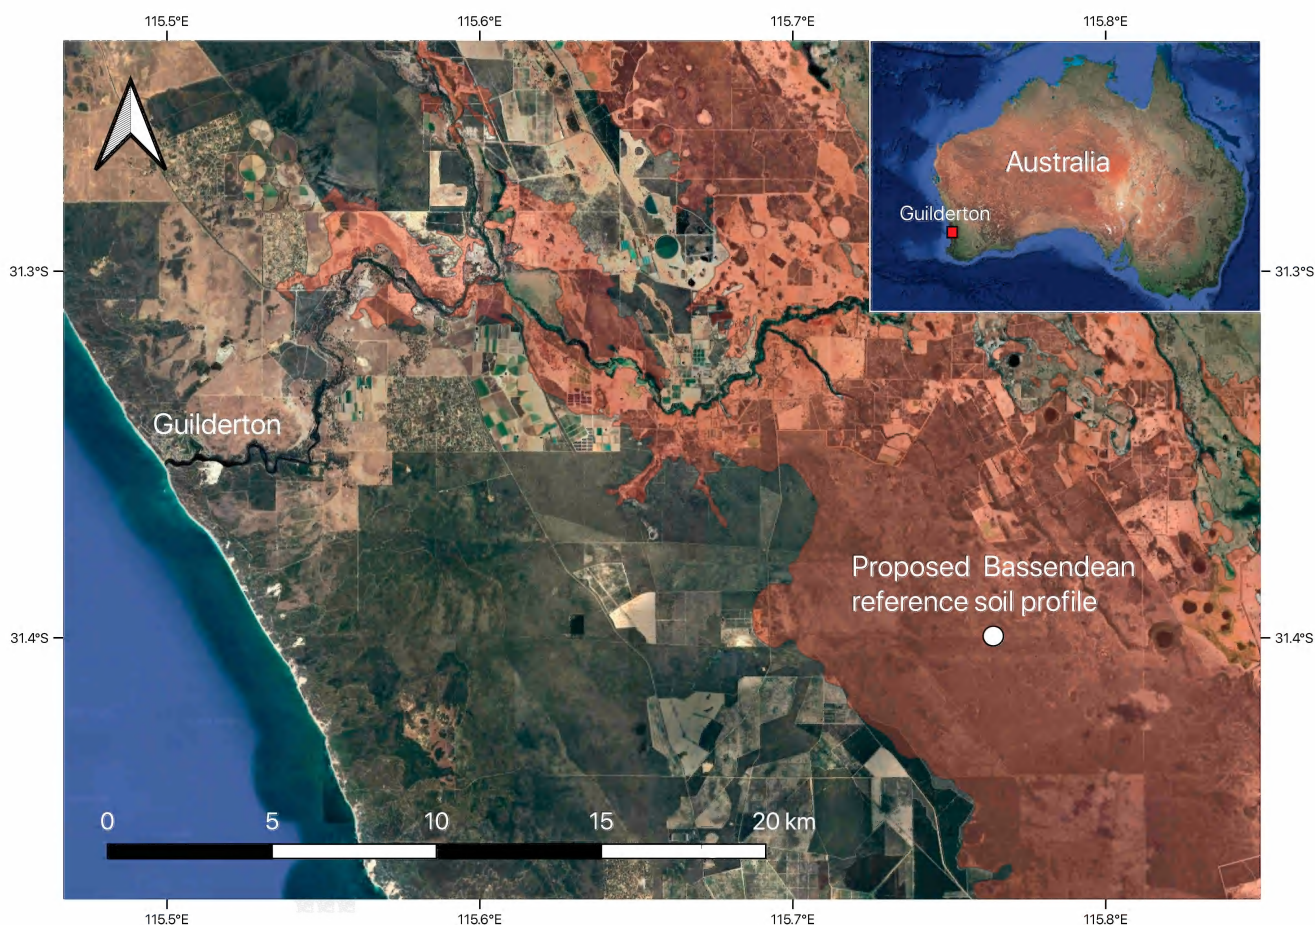 115.5°E 115.6°E 115.7°E 115.8°E
Australia
Guilderton
31.3°S 31.3°S
Guilderton
Proposed Bassendean
reference soil profile
31.4°S 31.4°S
0 5 10 15 20 km
115.5°E 115.6°E 115.7°E 115.8°E